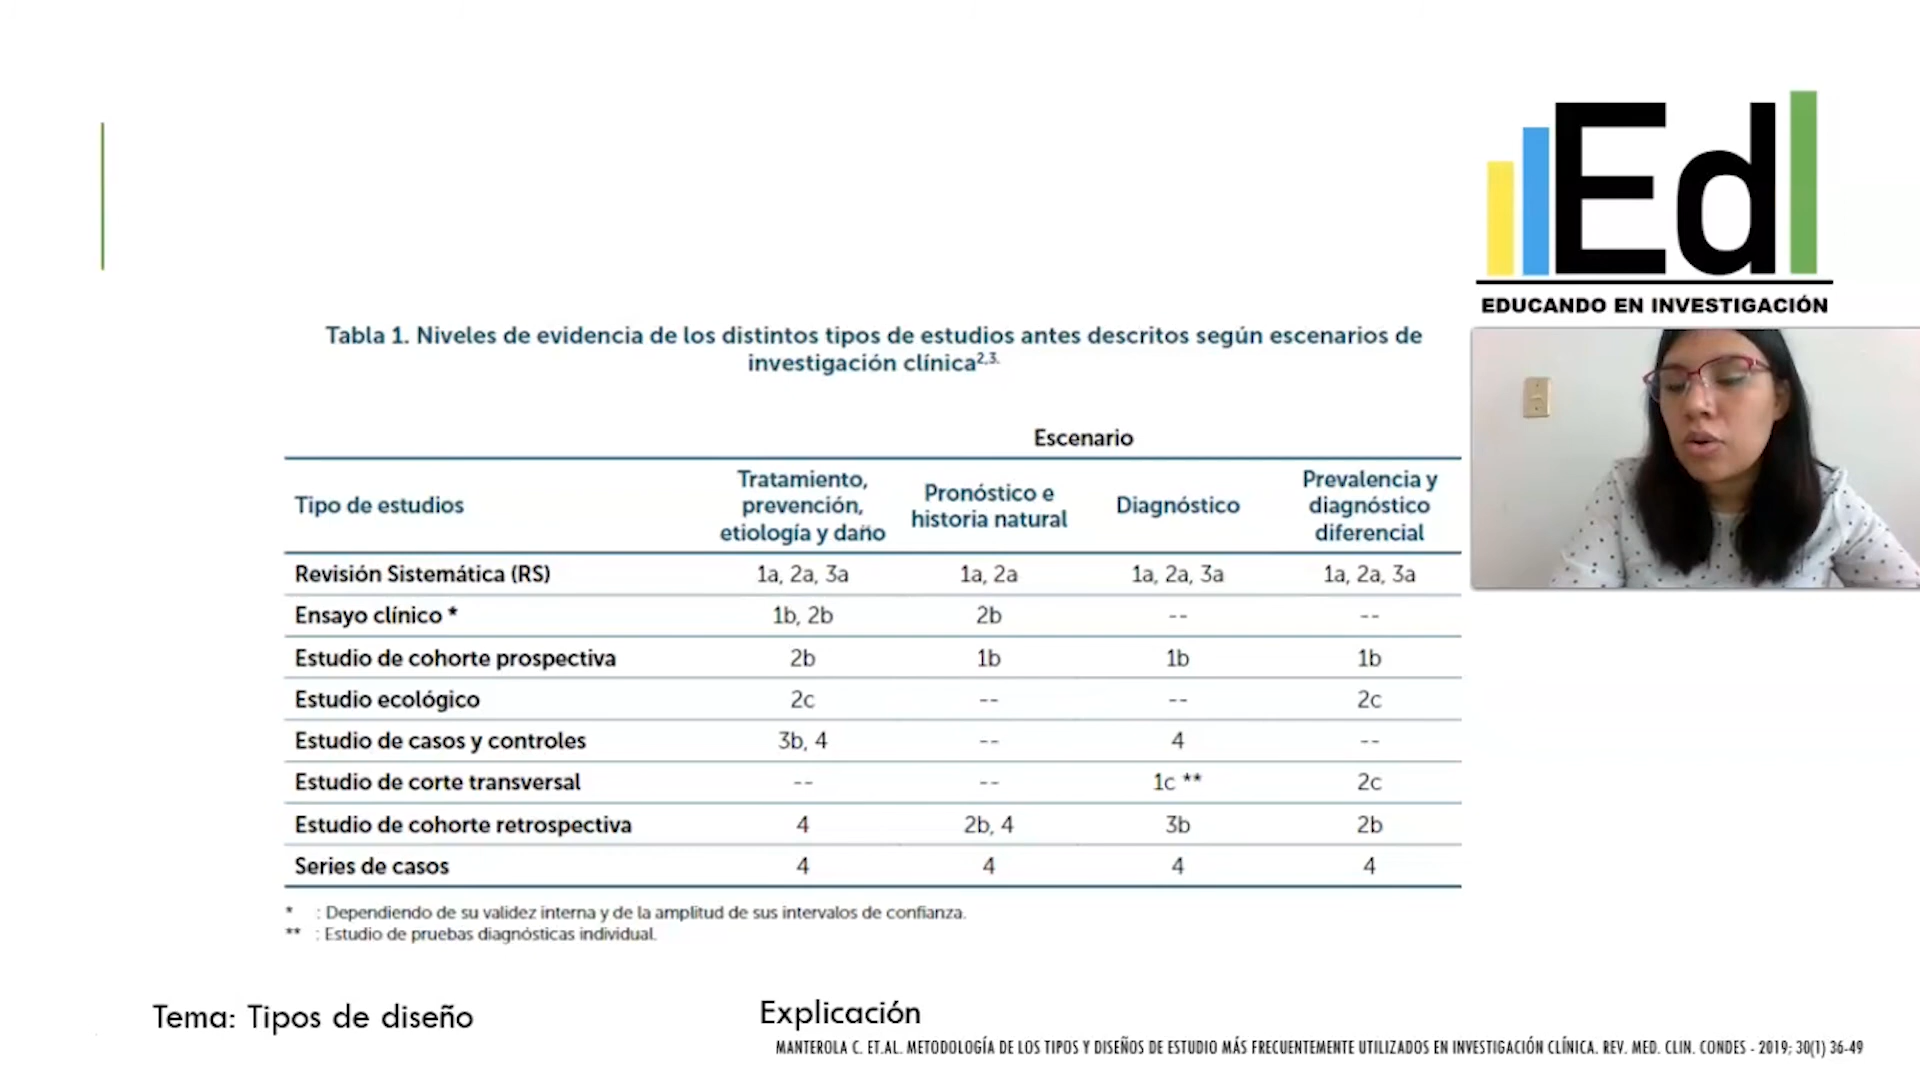 EdI
EDUCANDO EN INVESTIGACIÓN
Tabla 1. Niveles de evidencia de los distintos tipos de estudios antes descritos según escenarios de
investigación clínica2,3.
Escenario
Tipo de estudios
Tratamiento,
prevención,
etiología y daño
Pronóstico e
historia natural
Diagnóstico
Prevalencia y
diagnóstico
diferencial
Revisión Sistemática (RS) 1a, 2a, 3a 1a, 2a 1a, 2a, 3a 1a, 2a, 3a
Ensayo clínico * 1b, 2b 2b -- --
Estudio de cohorte prospectiva 2b 1b 1b 1b
Estudio ecológico 2c -- -- 2c
Estudio de casos y controles 3b, 4 -- 4 --
Estudio de corte transversal -- -- 1c ** 2c
Estudio de cohorte retrospectiva 4 2b, 4 3b 2b
Series de casos 4 4 4 4
* : Dependiendo de su validez interna y de la amplitud de sus intervalos de confianza.
** : Estudio de pruebas diagnósticas individual.
Tema: Tipos de diseño
Explicación
MANTEROLA C. ET.AL. METODOLOGÍA DE LOS TIPOS Y DISEÑOS DE ESTUDIO MÁS FRECUENTEMENTE UTILIZADOS EN INVESTIGACIÓN CLÍNICA. REV. MED. CLIN. CONDES - 2019; 30(1) 36-49